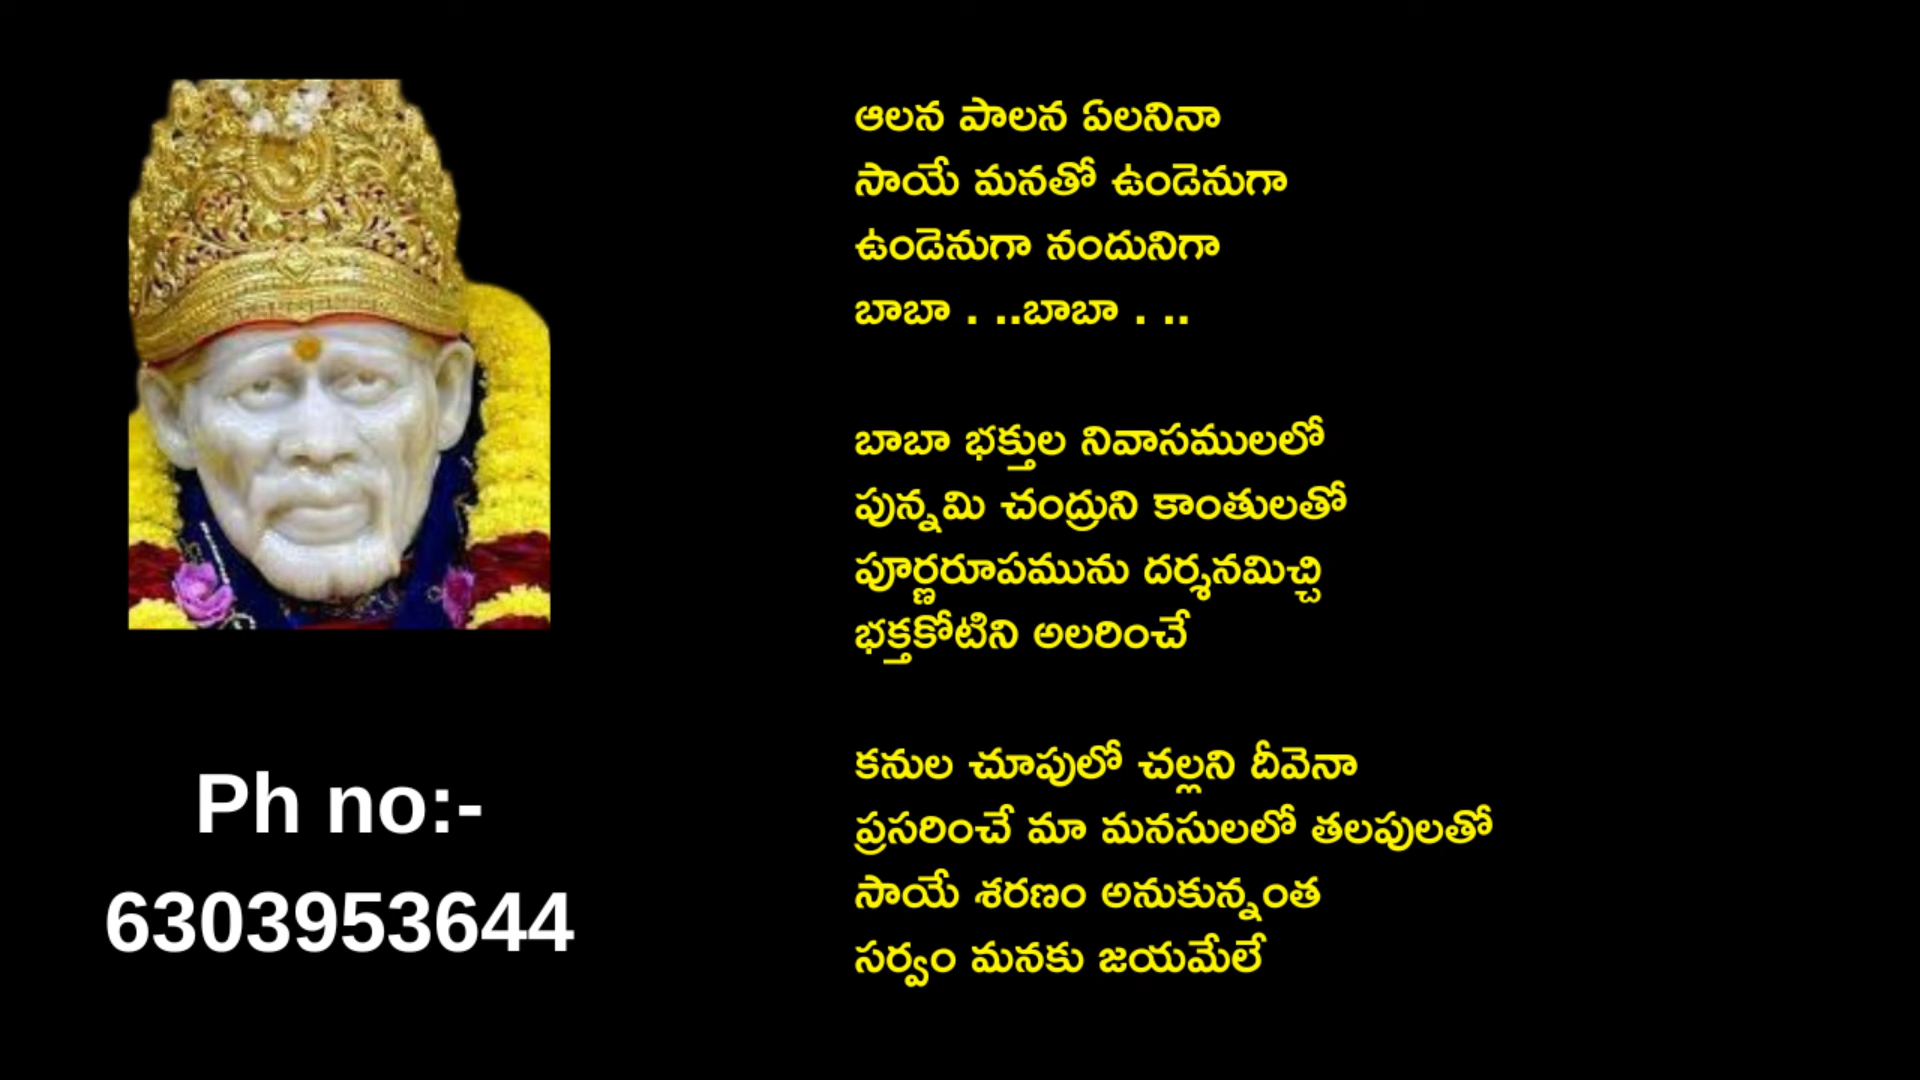 ఆలన పాలన ఏలనినా
సాయే మనతో ఉండెనుగా
ఉండెనుగా నందునిగా
బాబా . ..బాబా . ..
బాబా భక్తుల నివాసములలో
పున్నమి చంద్రుని కాంతులతో
పూర్ణరూపమును దర్శనమిచ్చి
భక్తకోటిని అలరించే
కనుల చూపులో చల్లని దీవెనా
ప్రసరించే మా మనసులలో తలపులతో
సాయే శరణం అనుకున్నంత
సర్వం మనకు జయమేలే
Ph no:-
6303953644